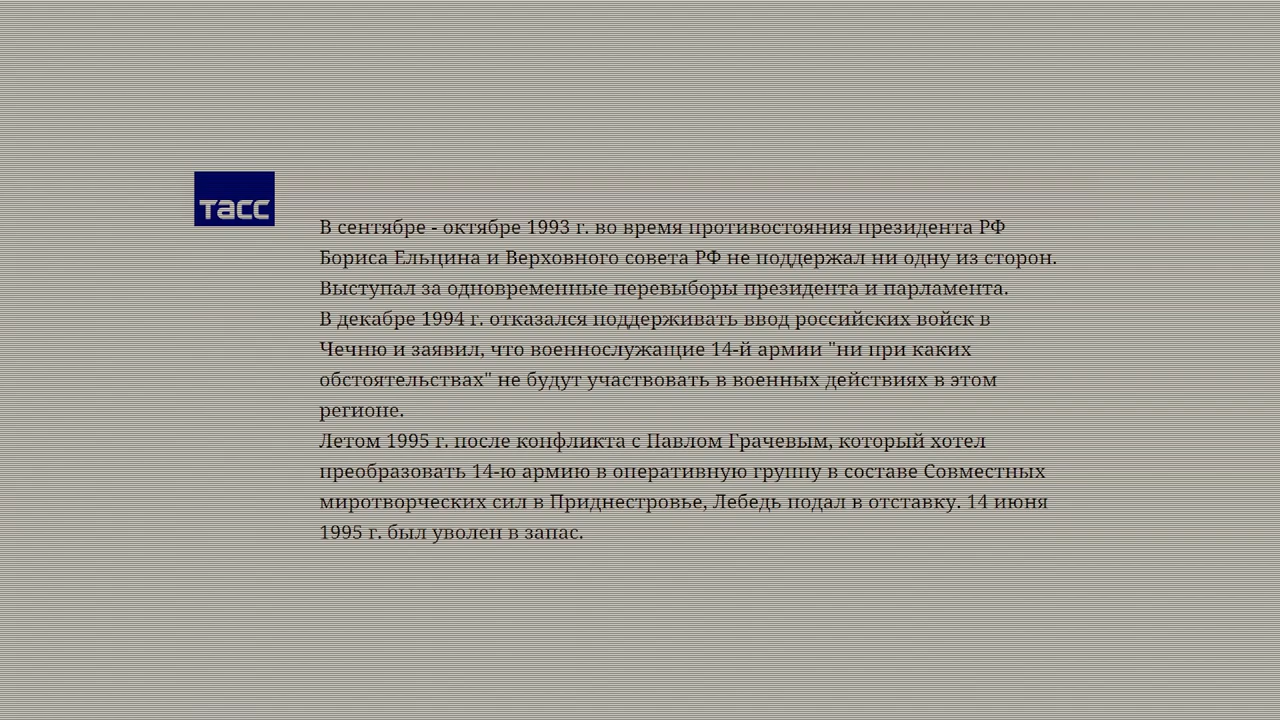 тасс
В сентябре - октябре 1993 г. во время противостояния президента РФ
Бориса Ельцина и Верховного совета РФ не поддержал ни одну из сторон.
Выступал за одновременные перевыборы президента и парламента.
В декабре 1994 г. отказался поддерживать ввод российских войск в
Чечню и заявил, что военнослужащие 14-й армии "ни при каких
обстоятельствах" не будут участвовать в военных действиях в этом
регионе.
Летом 1995 г. после конфликта с Павлом Грачевым, который хотел
преобразовать 14-ю армию в оперативную группу в составе Совместных
миротворческих сил в Приднестровье, Лебедь подал в отставку. 14 июня
1995 г. был уволен в запас.